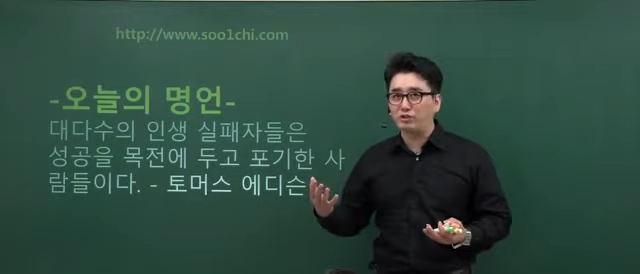 http://www.soo1chi.com
-오늘의 명언-
대다수의 인생 실패자들은
성공을 목전에 두고 포기한 사
람들이다. - 토머스 에디슨